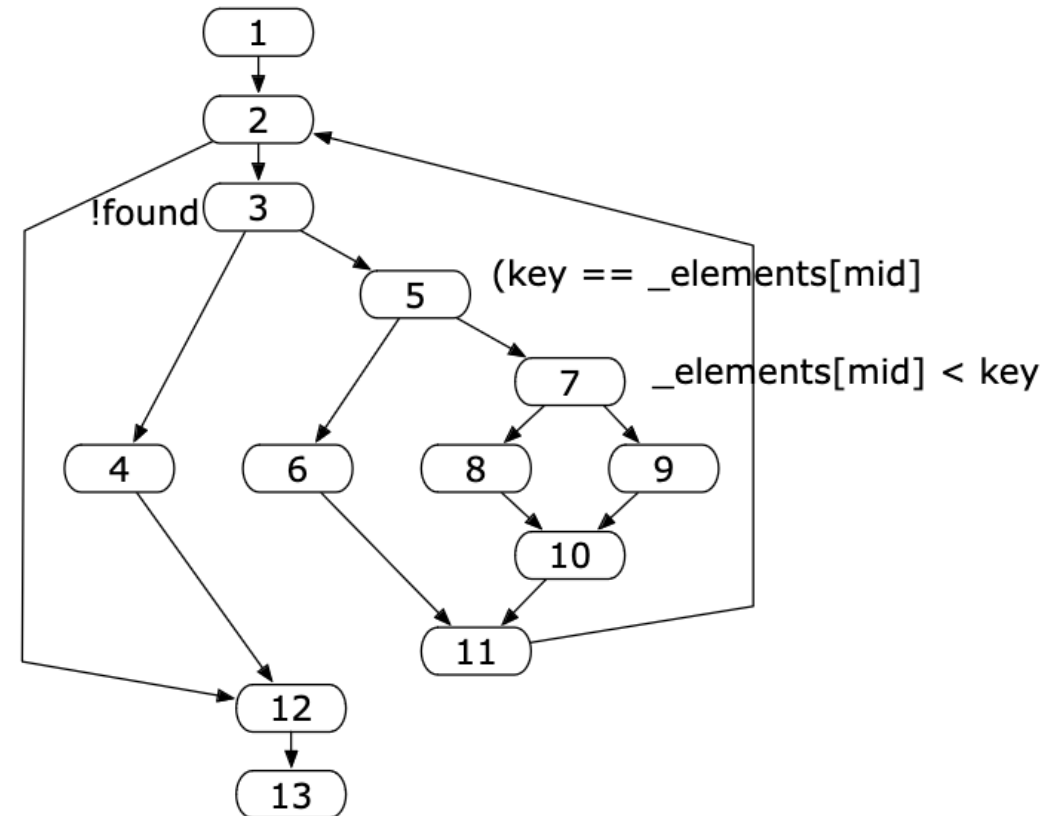 1
2
!found 3
5 (key == _elements[mid]
7 _elements[mid] < key
4 6 8 9
10
11
12
13